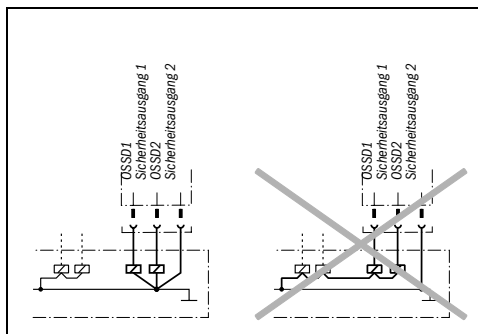 OSSD1
Sicherheitsausgang 1
OSSD2
Sicherheitsausgang 2
OSSD1
Sicherheitsausgang 1
OSSD2
Sicherheitsausgang 2